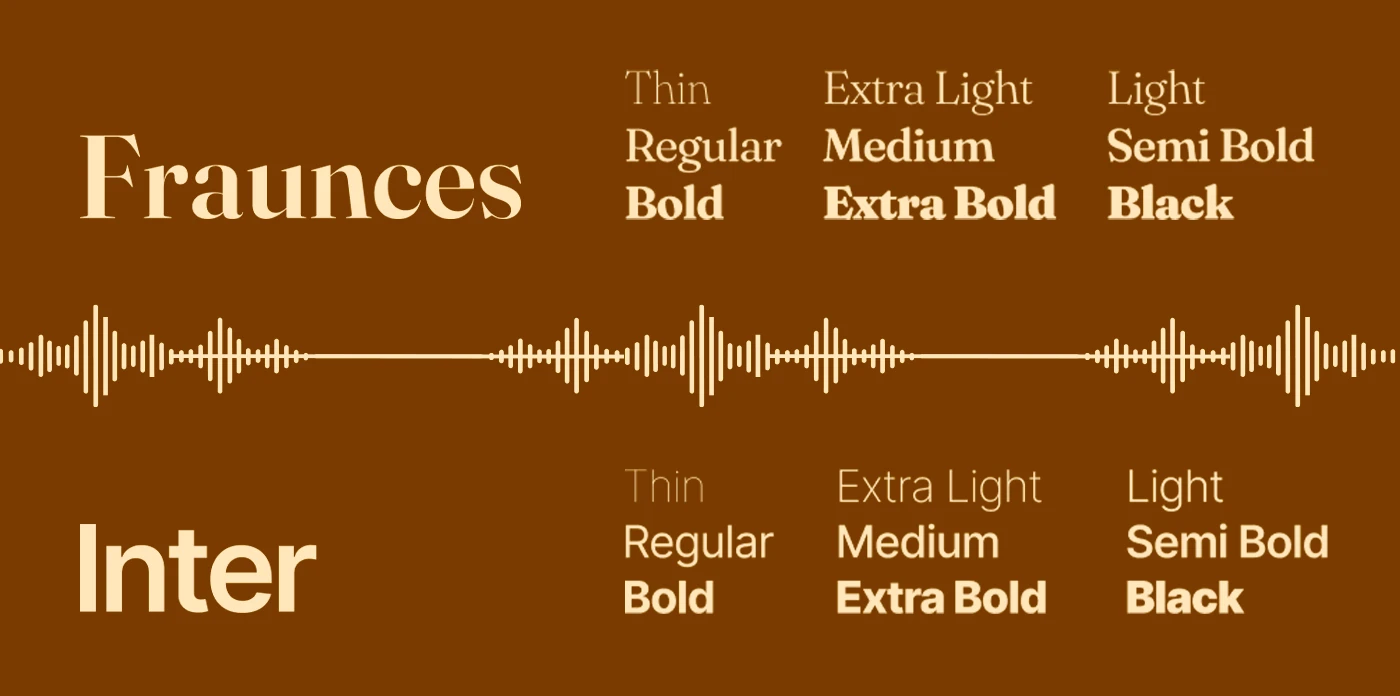 Fraunces
Thin Extra Light Light
Regular Medium Semi Bold
Bold Extra Bold Black
Inter
Thin Extra Light Light
Regular Medium Semi Bold
Bold Extra Bold Black